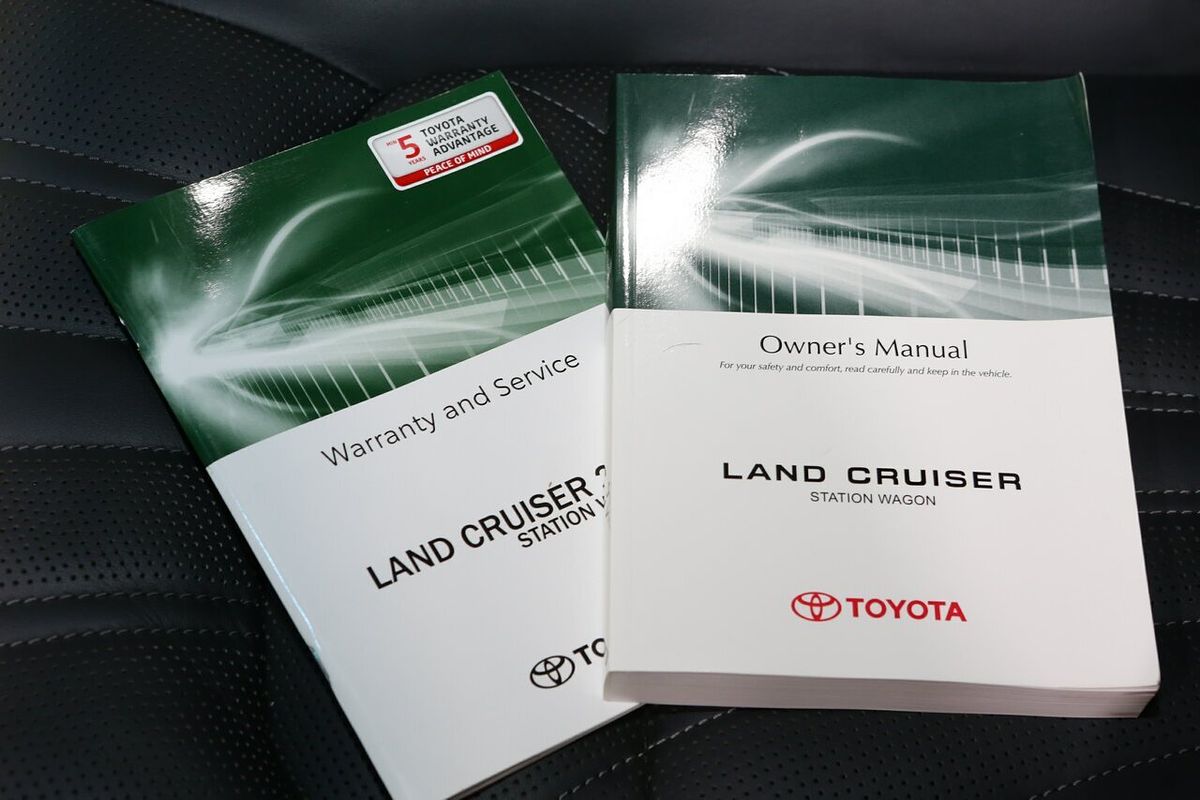 MIN 5 YEARS
TOYOTA
WARRANTY
ADVANTAGE
PEACE OF MIND
Warranty and Service
LAND CRUISER
STATION
Owner's Manual
For your safety and comfort, read carefully and keep in the vehicle.
LAND CRUISER
STATION WAGON
TOYOTA